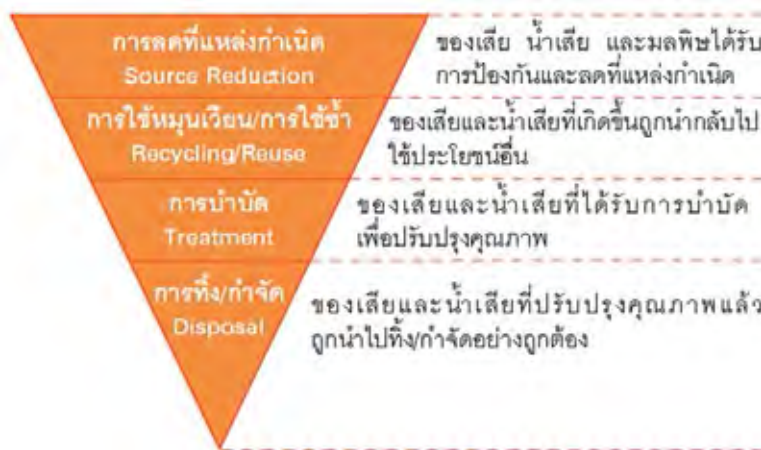 การลดที่แหล่งกำเนิด
Source Reduction
ของเสีย น้ำเสีย และมลพิษได้รับ
การป้องกันและลดที่แหล่งกำเนิด
การใช้หมุนเวียน/การใช้ซ้ำ
Recycling/Reuse
ของเสียและน้ำเสียที่เกิดขึ้นถูกนำกลับไป
ใช้ประโยชน์อื่น
การบำบัด
Treatment
ของเสียและน้ำเสียที่ได้รับการบำบัด
เพื่อปรับปรุงคุณภาพ
การทิ้ง/กำจัด
Disposal
ของเสียและน้ำเสียที่ปรับปรุงคุณภาพแล้ว
ถูกนำไปทิ้ง/กำจัดอย่างถูกต้อง